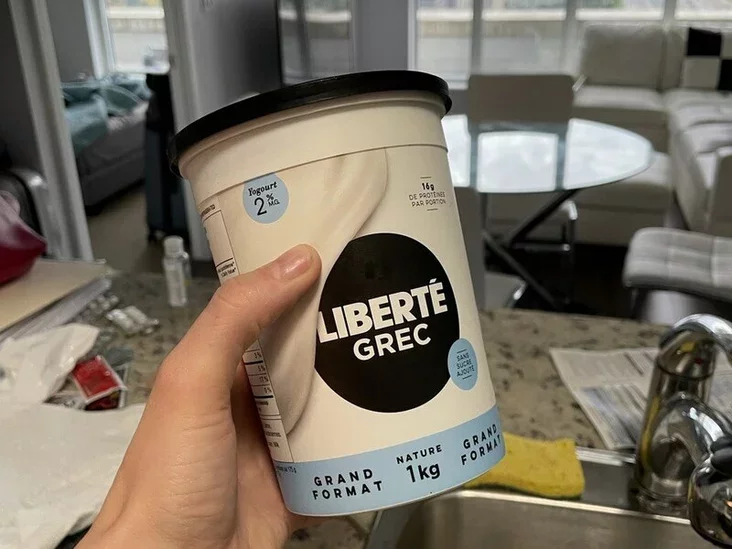 Yogourt
2%
M.G.
16g
DE PROTÉINES
PAR PORTION
LIBERTÉ
GREC
SANS
SUCRE
AJOUTÉ
GRAND
FORMAT
NATURE
1kg
GRAND
FORMAT